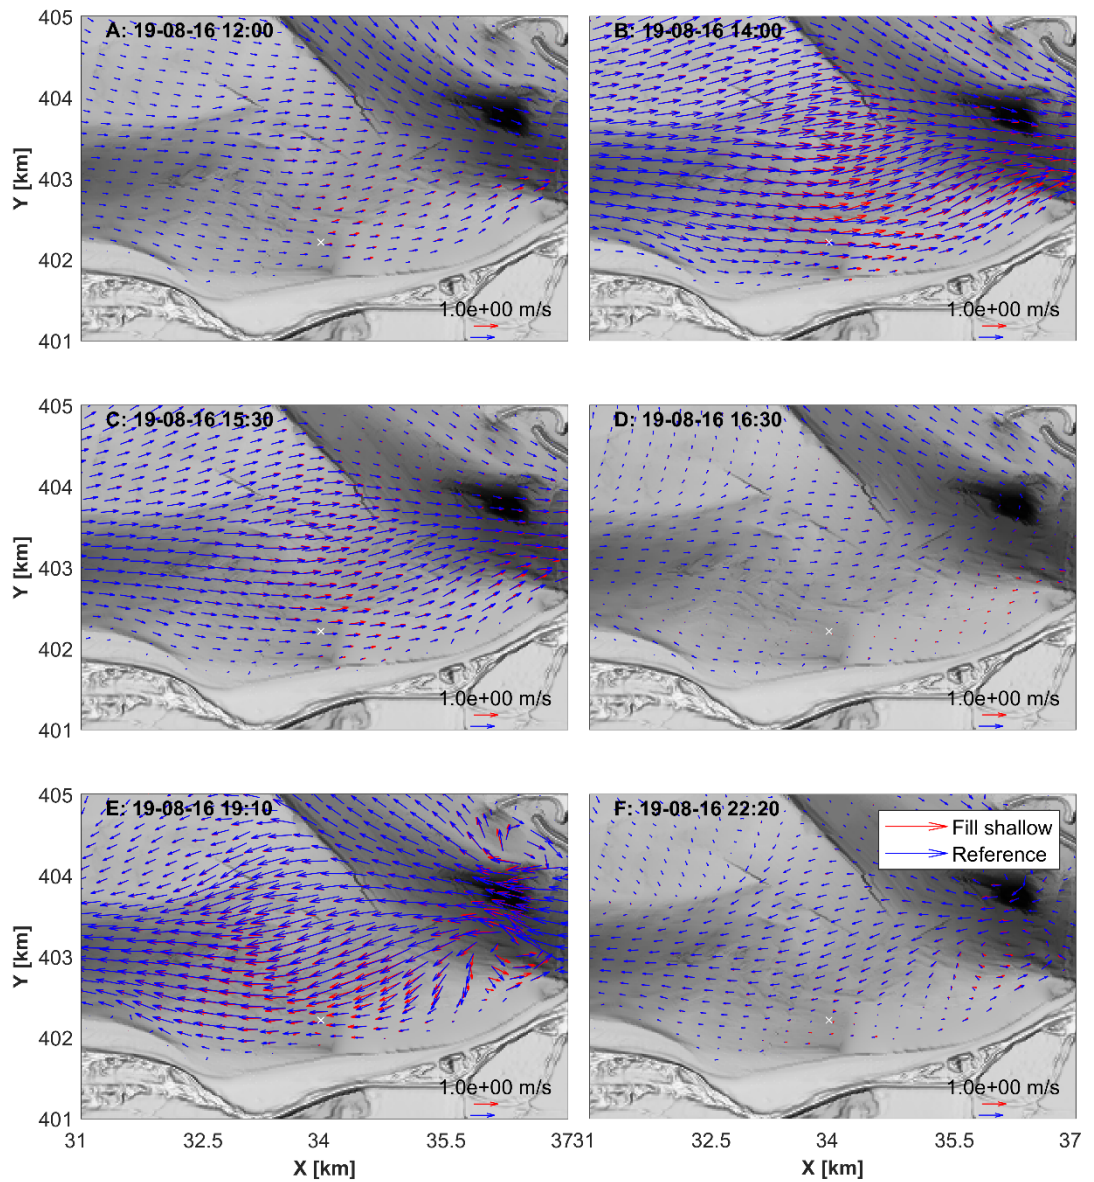 405
A: 19-08-16 12:00
B: 19-08-16 14:00
404
403
402
401
Y [km]
1.0e+00 m/s
1.0e+00 m/s
405
C: 19-08-16 15:30
D: 19-08-16 16:30
404
403
402
401
Y [km]
1.0e+00 m/s
1.0e+00 m/s
405
E: 19-08-16 19:10
F: 19-08-16 22:20
Fill shallow
Reference
404
403
402
401
Y [km]
1.0e+00 m/s
1.0e+00 m/s
31 32.5 34 35.5 37
31 32.5 34 35.5 37
X [km]
X [km]